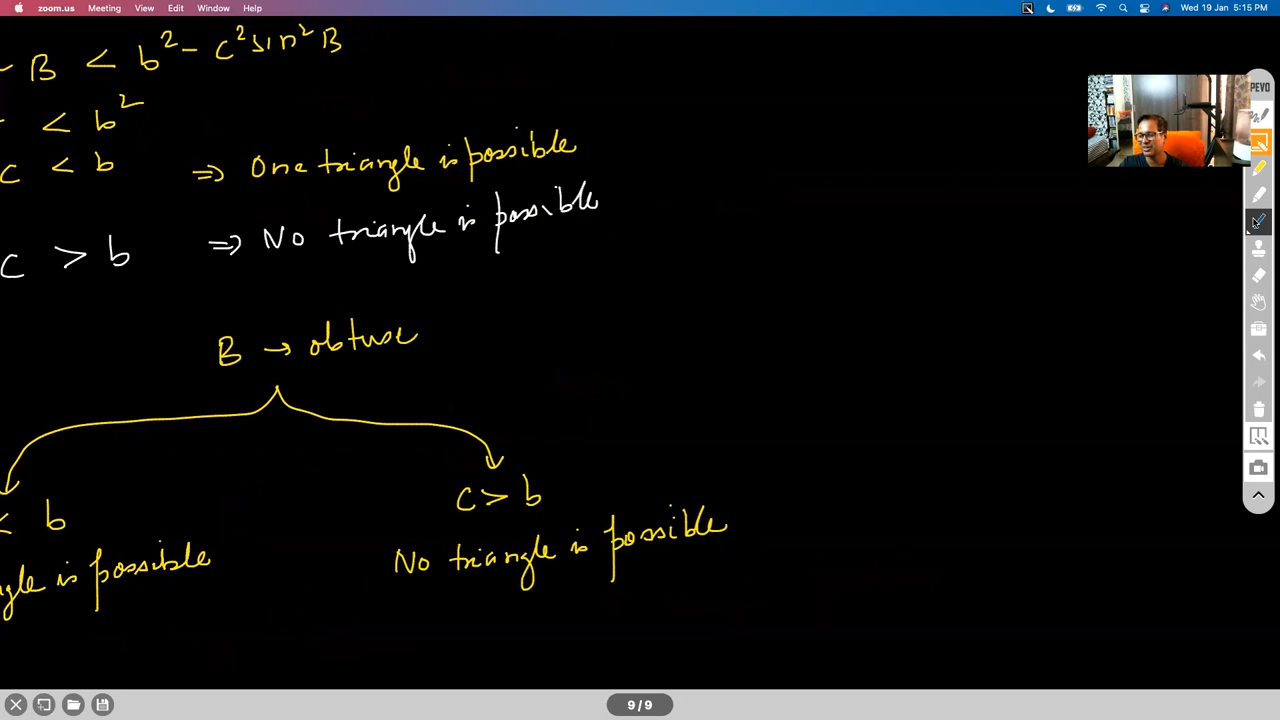 zoom.us Meeting View Edit Window Help Wed 19 Jan 5:15 PM
B < b² - c² sin² B
< b²
c < b ⇒ One triangle is possible
c > b ⇒ No triangle is possible
B → obtuse
< b
c > b
is possible
No triangle is possible
9/9